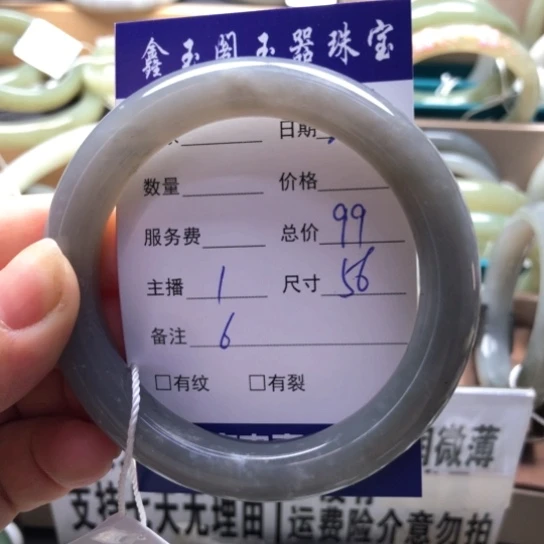 鑫玉阁玉器珠宝
日期
数量 价格
服务费 总价 99
主播 1 尺寸 56
备注 6
□有纹 □有裂
微薄
支持 大无理由
运费险介意勿拍